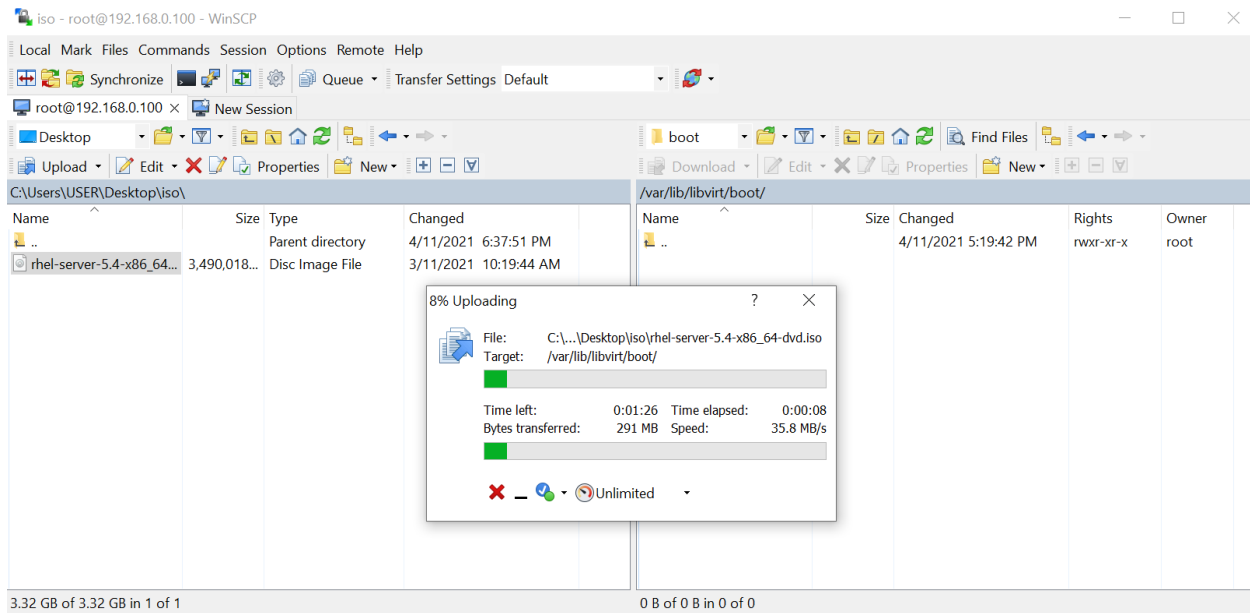 iso - root@192.168.0.100 - WinSCP
Local Mark Files Commands Session Options Remote Help
Synchronize Queue Transfer Settings Default
root@192.168.0.100 × New Session
Desktop
Upload Edit Properties New
C:\Users\USER\Desktop\iso\
Name Size Type Changed
.. Parent directory 4/11/2021 6:37:51 PM
rhel-server-5.4-x86_64... 3,490,018... Disc Image File 3/11/2021 10:19:44 AM
3.32 GB of 3.32 GB in 1 of 1
boot Find Files
Download Edit Properties New
/var/lib/libvirt/boot/
Name Size Changed Rights Owner
.. 4/11/2021 5:19:42 PM rwxr-xr-x root
0 B of 0 B in 0 of 0
8% Uploading ?
File: C:\...\Desktop\iso\rhel-server-5.4-x86_64-dvd.iso
Target: /var/lib/libvirt/boot/
Time left: 0:01:26 Time elapsed: 0:00:08
Bytes transferred: 291 MB Speed: 35.8 MB/s
Unlimited